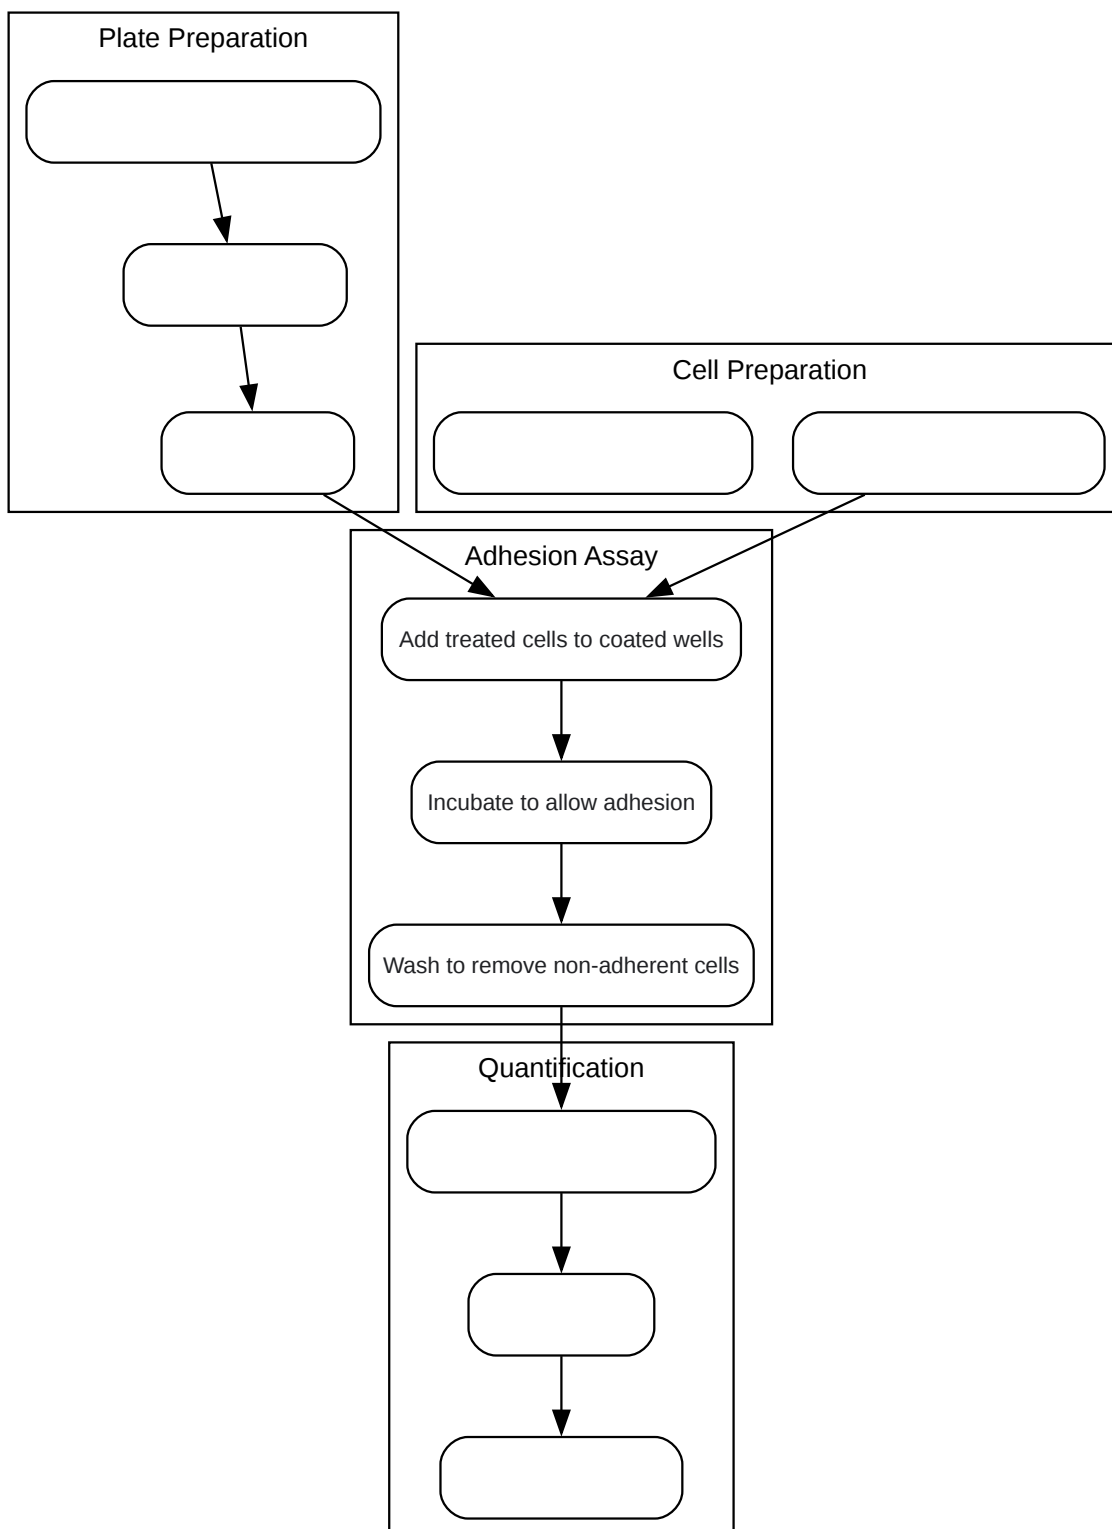 Plate Preparation
Cell Preparation
Adhesion Assay
Add treated cells to coated wells
Incubate to allow adhesion
Wash to remove non-adherent cells
Quantification